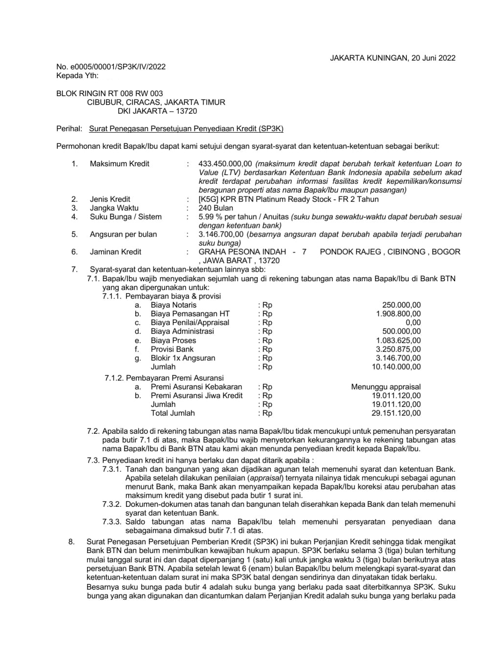 JAKARTA KUNINGAN, 20 Juni 2022
No. e0005/00001/SP3K/IV/2022
Kepada Yth:
BLOK RINGIN RT 008 RW 003
CIBUBUR, CIRACAS, JAKARTA TIMUR
DKI JAKARTA – 13720
Perihal: Surat Penegasan Persetujuan Penyediaan Kredit (SP3K)
Permohonan kredit Bapak/Ibu dapat kami setujui dengan syarat-syarat dan ketentuan-ketentuan sebagai berikut:
1. Maksimum Kredit : 433.450.000,00 (maksimum kredit dapat berubah terkait ketentuan Loan to
Value (LTV) berdasarkan Ketentuan Bank Indonesia apabila sebelum akad
kredit terdapat perubahan informasi fasilitas kredit kepemilikan/konsumsi
beragunan properti atas nama Bapak/Ibu maupun pasangan)
2. Jenis Kredit : [K5G] KPR BTN Platinum Ready Stock - FR 2 Tahun
3. Jangka Waktu : 240 Bulan
4. Suku Bunga / Sistem : 5.99 % per tahun / Anuitas (suku bunga sewaktu-waktu dapat berubah sesuai
dengan ketentuan bank)
5. Angsuran per bulan : 3.146.700,00 (besarnya angsuran dapat berubah apabila terjadi perubahan
suku bunga)
6. Jaminan Kredit : GRAHA PESONA INDAH - 7 PONDOK RAJEG , CIBINONG , BOGOR
, JAWA BARAT , 13720
7. Syarat-syarat dan ketentuan-ketentuan lainnya sbb:
7.1. Bapak/Ibu wajib menyediakan sejumlah uang di rekening tabungan atas nama Bapak/Ibu di Bank BTN
yang akan dipergunakan untuk:
7.1.1. Pembayaran biaya & provisi
a. Biaya Notaris : Rp 250.000,00
b. Biaya Pemasangan HT : Rp 1.908.800,00
c. Biaya Penilai/Appraisal : Rp 0,00
d. Biaya Administrasi : Rp 500.000,00
e. Biaya Proses : Rp 1.083.625,00
f. Provisi Bank : Rp 3.250.875,00
g. Blokir 1x Angsuran : Rp 3.146.700,00
Jumlah : Rp 10.140.000,00
7.1.2. Pembayaran Premi Asuransi
a. Premi Asuransi Kebakaran : Rp Menunggu appraisal
b. Premi Asuransi Jiwa Kredit : Rp 19.011.120,00
Jumlah : Rp 19.011.120,00
Total Jumlah : Rp 29.151.120,00
7.2. Apabila saldo di rekening tabungan atas nama Bapak/Ibu tidak mencukupi untuk pemenuhan persyaratan
pada butir 7.1 di atas, maka Bapak/Ibu wajib menyetorkan kekurangannya ke rekening tabungan atas
nama Bapak/Ibu di Bank BTN atau kami akan menunda penyediaan kredit kepada Bapak/Ibu.
7.3. Penyediaan kredit ini hanya berlaku dan dapat ditarik apabila :
7.3.1. Tanah dan bangunan yang akan dijadikan agunan telah memenuhi syarat dan ketentuan Bank.
Apabila setelah dilakukan penilaian (appraisal) ternyata nilainya tidak mencukupi sebagai agunan
menurut Bank, maka Bank akan menyampaikan kepada Bapak/Ibu koreksi atau perubahan atas
maksimum kredit yang disebut pada butir 1 surat ini.
7.3.2. Dokumen-dokumen atas tanah dan bangunan telah diserahkan kepada Bank dan telah memenuhi
syarat dan ketentuan Bank.
7.3.3. Saldo tabungan atas nama Bapak/Ibu telah memenuhi persyaratan penyediaan dana
sebagaimana dimaksud butir 7.1 di atas.
8. Surat Penegasan Persetujuan Pemberian Kredit (SP3K) ini bukan Perjanjian Kredit sehingga tidak mengikat
Bank BTN dan belum menimbulkan kewajiban hukum apapun. SP3K berlaku selama 3 (tiga) bulan terhitung
mulai tanggal surat ini dan dapat diperpanjang 1 (satu) kali untuk jangka waktu 3 (tiga) bulan berikutnya atas
persetujuan Bank BTN. Apabila setelah lewat 6 (enam) bulan Bapak/Ibu belum melengkapi syarat-syarat dan
ketentuan-ketentuan dalam surat ini maka SP3K batal dengan sendirinya dan dinyatakan tidak berlaku.
Besarnya suku bunga pada butir 4 adalah suku bunga yang berlaku pada saat diterbitkannya SP3K. Suku
bunga yang akan digunakan dan dicantumkan dalam Perjanjian Kredit adalah suku bunga yang berlaku pada